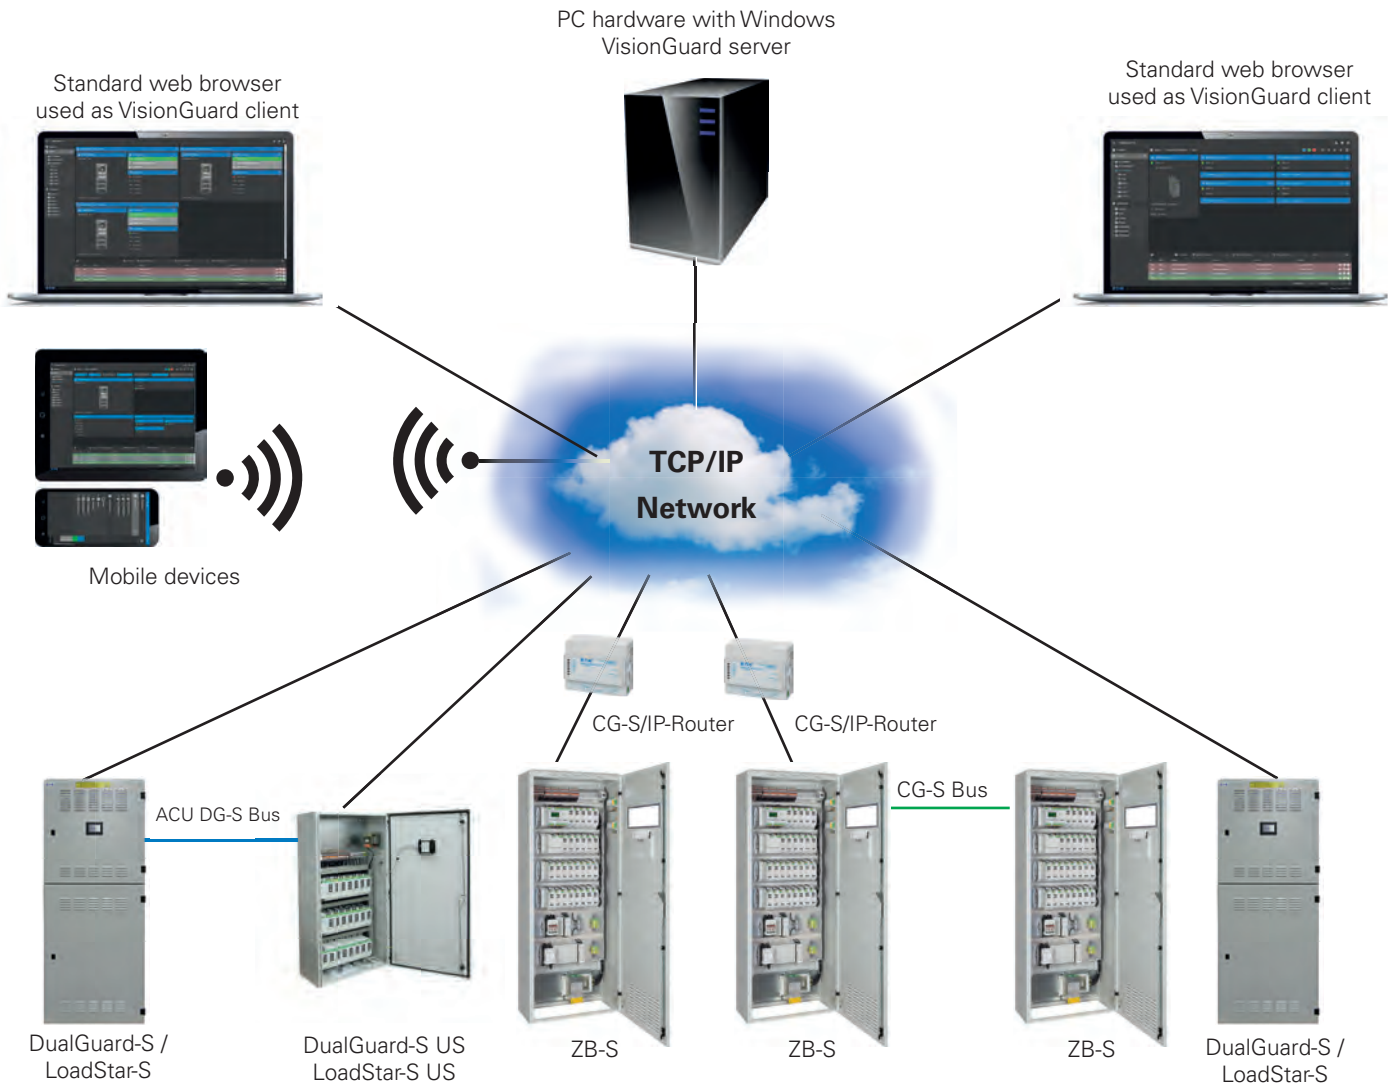 PC hardware with Windows
VisionGuard server
Standard web browser
used as VisionGuard client
Standard web browser
used as VisionGuard client
TCP/IP
Network
Mobile devices
CG-S/IP-Router
CG-S/IP-Router
ACU DG-S Bus
CG-S Bus
DualGuard-S /
LoadStar-S
DualGuard-S US
LoadStar-S US
ZB-S
ZB-S
ZB-S
DualGuard-S /
LoadStar-S